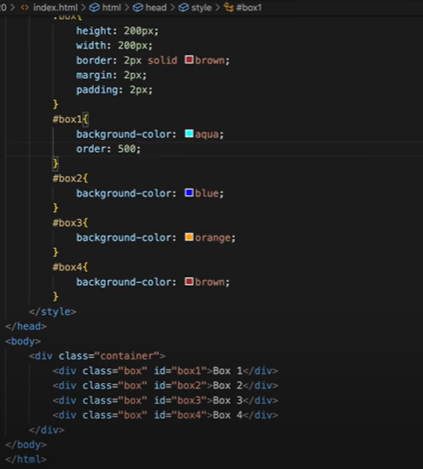 20 > index.html > html > head > style > #box1
.box{
height: 200px;
width: 200px;
border: 2px solid brown;
margin: 2px;
padding: 2px;
}
#box1{
background-color: aqua;
order: 500;
}
#box2{
background-color: blue;
}
#box3{
background-color: orange;
}
#box4{
background-color: brown;
}
</style>
</head>
<body>
<div class="container">
<div class="box" id="box1">Box 1</div>
<div class="box" id="box2">Box 2</div>
<div class="box" id="box3">Box 3</div>
<div class="box" id="box4">Box 4</div>
</div>
</body>
</html>